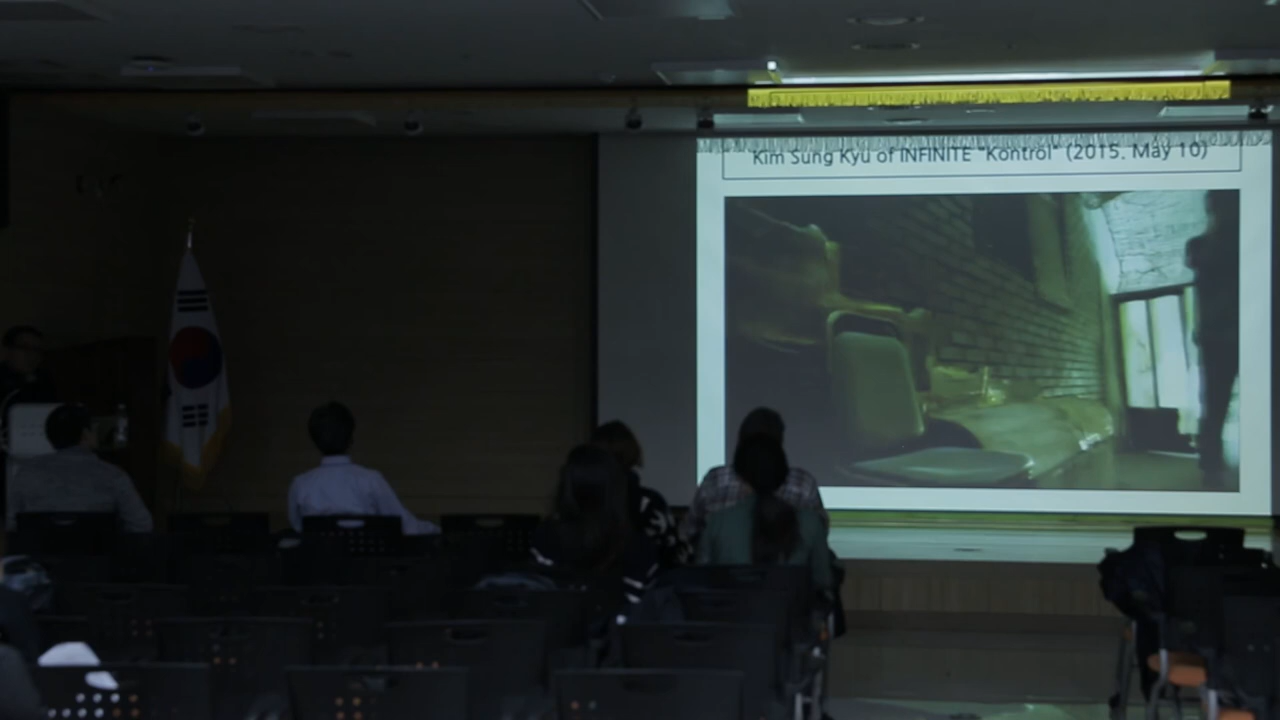 Kim Sung Kyu of INFINITE "Kontrol" (2015. May 10)